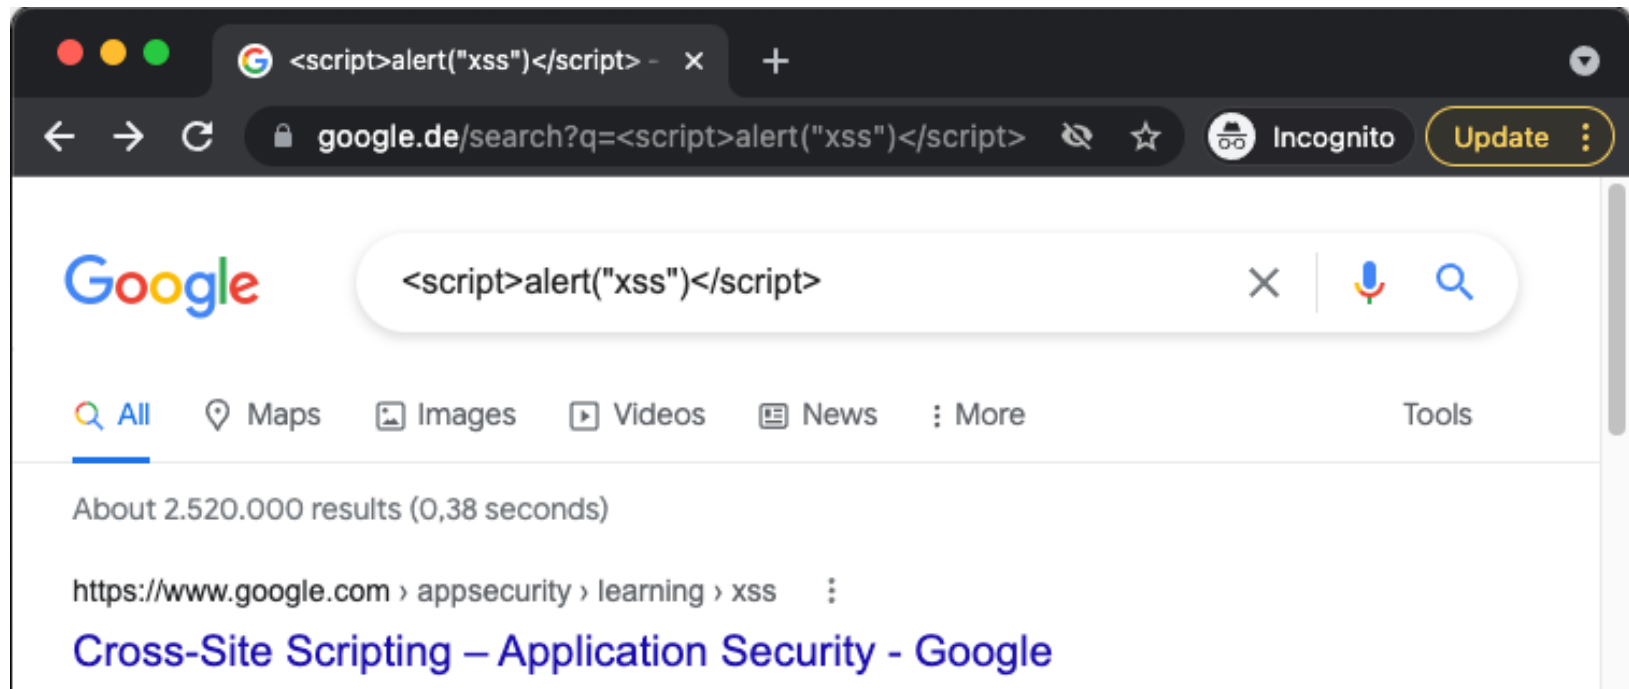 <script>alert("xss")</script> -
google.de/search?q=<script>alert("xss")</script> Incognito Update
Google <script>alert("xss")</script>
All Maps Images Videos News More Tools
About 2.520.000 results (0,38 seconds)
https://www.google.com › appsecurity › learning › xss
Cross-Site Scripting – Application Security - Google